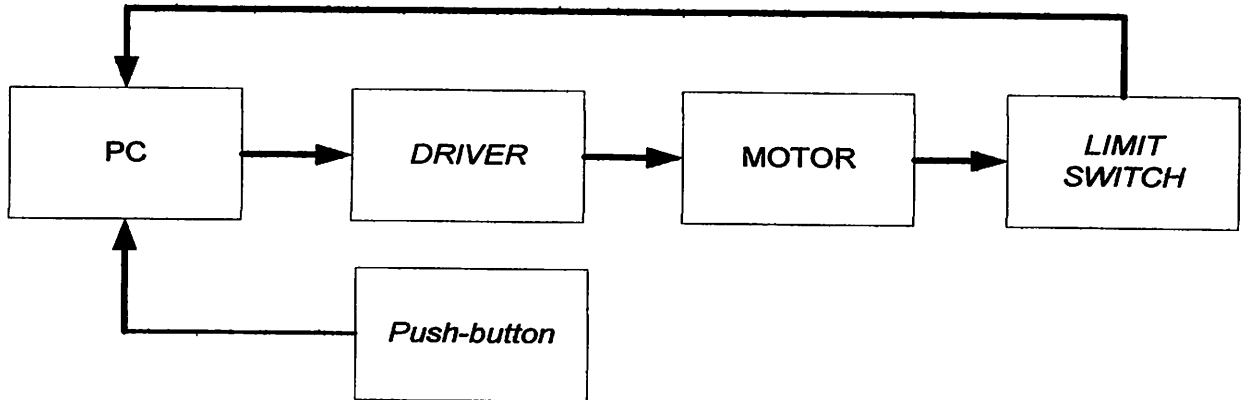 PC
DRIVER
MOTOR
LIMIT
SWITCH
Push-button